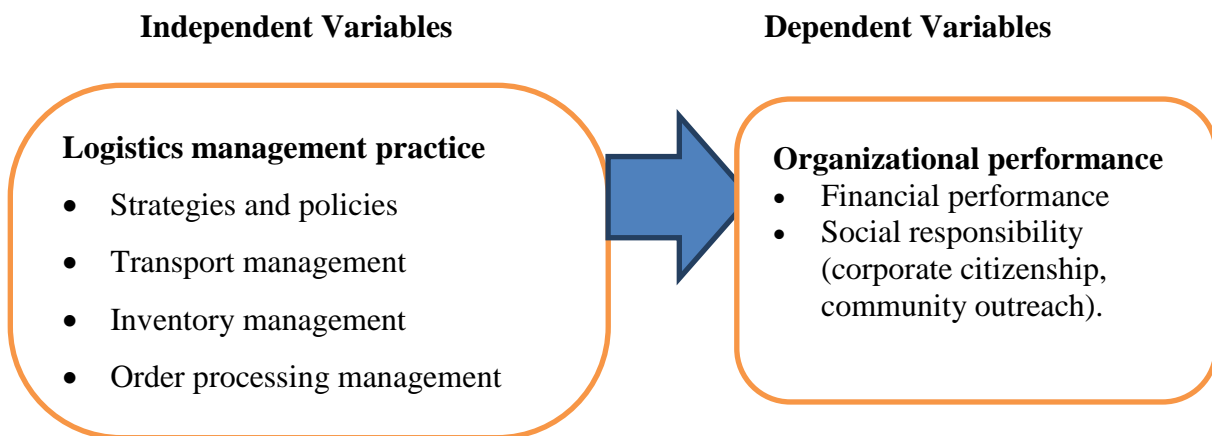 Independent Variables
Dependent Variables
Logistics management practice
• Strategies and policies
• Transport management
• Inventory management
• Order processing management
Organizational performance
• Financial performance
• Social responsibility
(corporate citizenship,
community outreach).